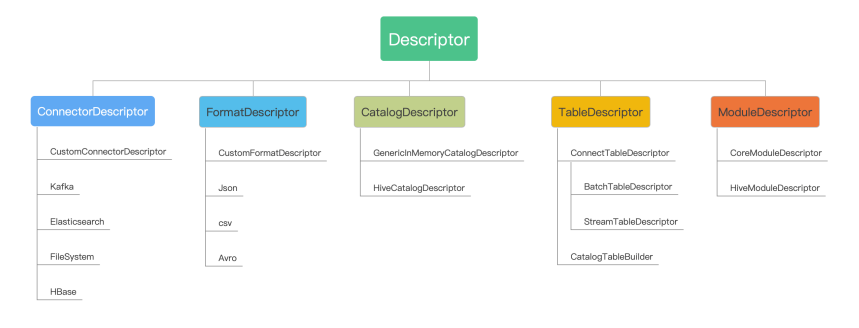 Descriptor
ConnectorDescriptor
CustomConnectorDescriptor
Kafka
Elasticsearch
FileSystem
HBase
FormatDescriptor
CustomFormatDescriptor
Json
csv
Avro
CatalogDescriptor
GenericInMemoryCatalogDescriptor
HiveCatalogDescriptor
TableDescriptor
ConnectTableDescriptor
BatchTableDescriptor
StreamTableDescriptor
CatalogTableBuilder
ModuleDescriptor
CoreModuleDescriptor
HiveModuleDescriptor